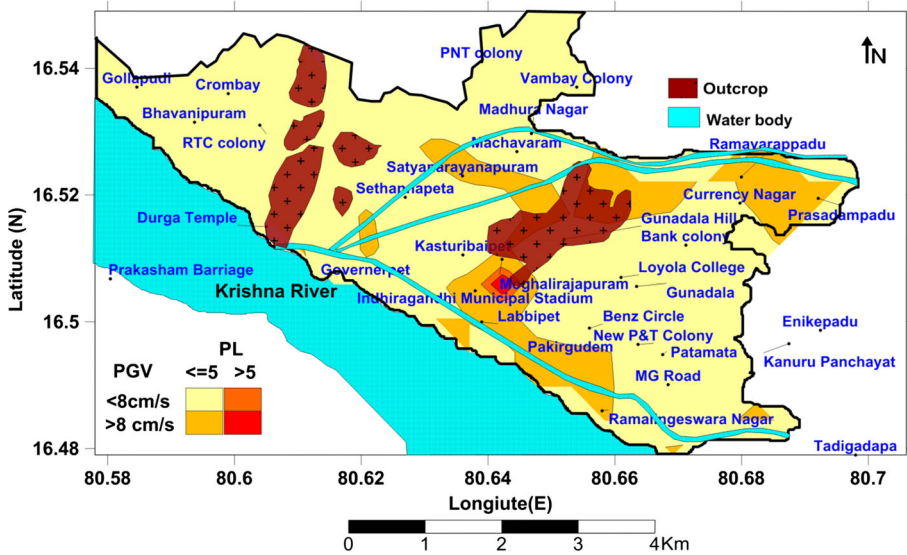 PNT colony
N
16.54
Gollapudi
Crombay
Vambay Colony
Outcrop
Bhavanipuram
Madhura Nagar
Water body
RTC colony
Machavaram
Ramavarappadu
Satyanarayanapuram
16.52
Sethannapeta
Currency Nagar
Durga Temple
Gunadala Hill
Prasadampadu
Kasturibaipet
Bank colony
Latitude (N)
Prakasham Barriage
Governerpet
Loyola College
Krishna River
Moghalirajapuram
Indhiragandhi Municipal Stadium
Gunadala
16.5
Labbipet
Benz Circle
Enikepadu
New P&T Colony
Pakirgudem
Patamata
Kanuru Panchayat
PL
PGV
<=5
>5
MG Road
<8cm/s
>8 cm/s
Ramalingeswara Nagar
16.48
Tadigadapa
80.58
80.6
80.62
80.64
80.66
80.68
80.7
Longiute(E)
0
1
2
3
4Km